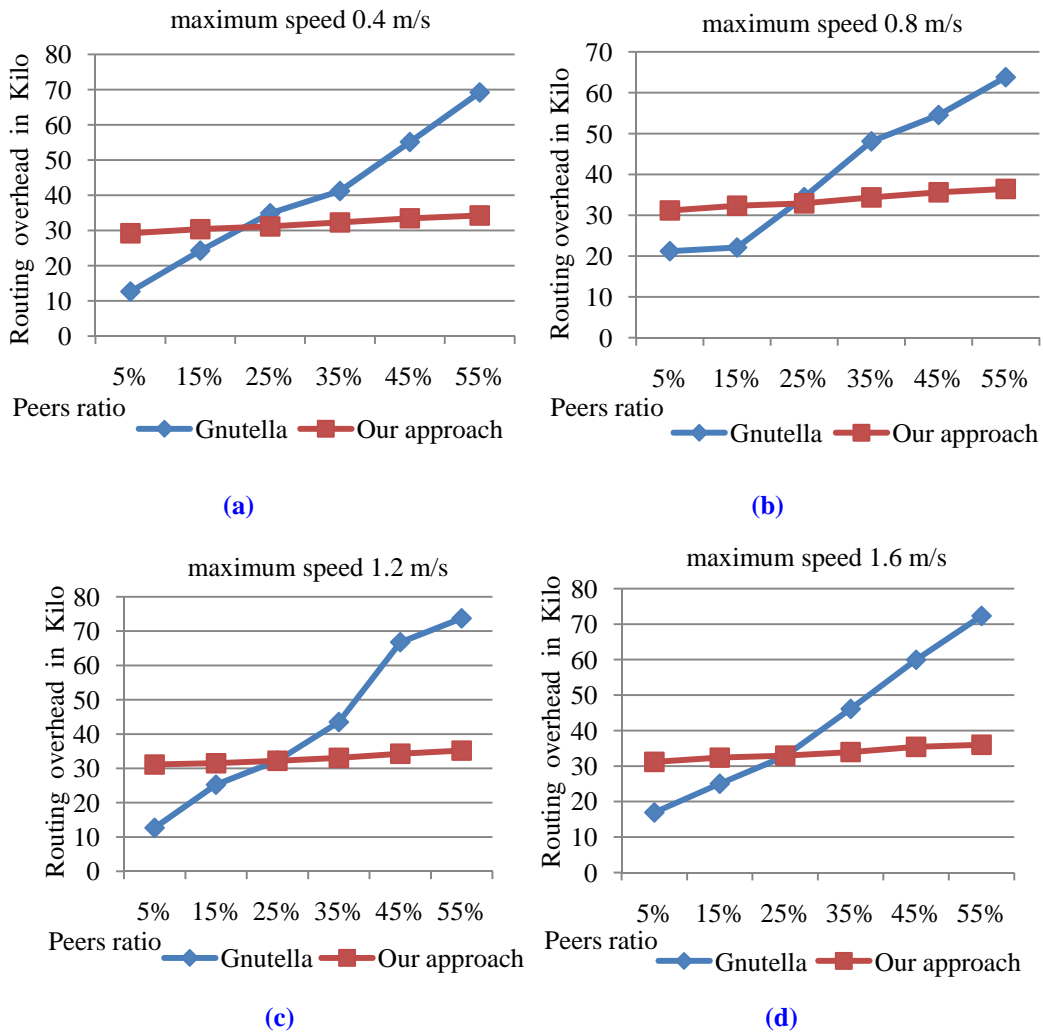 maximum speed 0.4 m/s
Routing overhead in Kilo
80
70
60
50
40
30
20
10
0
5% 15% 25% 35% 45% 55%
Peers ratio
Gnutella Our approach
(a)
maximum speed 0.8 m/s
Routing overhead in Kilo
70
60
50
40
30
20
10
0
5% 15% 25% 35% 45% 55%
Peers ratio
Gnutella Our approach
(b)
maximum speed 1.2 m/s
Routing overhead in Kilo
80
70
60
50
40
30
20
10
0
5% 15% 25% 35% 45% 55%
Peers ratio
Gnutella Our approach
(c)
maximum speed 1.6 m/s
Routing overhead in Kilo
80
70
60
50
40
30
20
10
0
5% 15% 25% 35% 45% 55%
Peers ratio
Gnutella Our approach
(d)